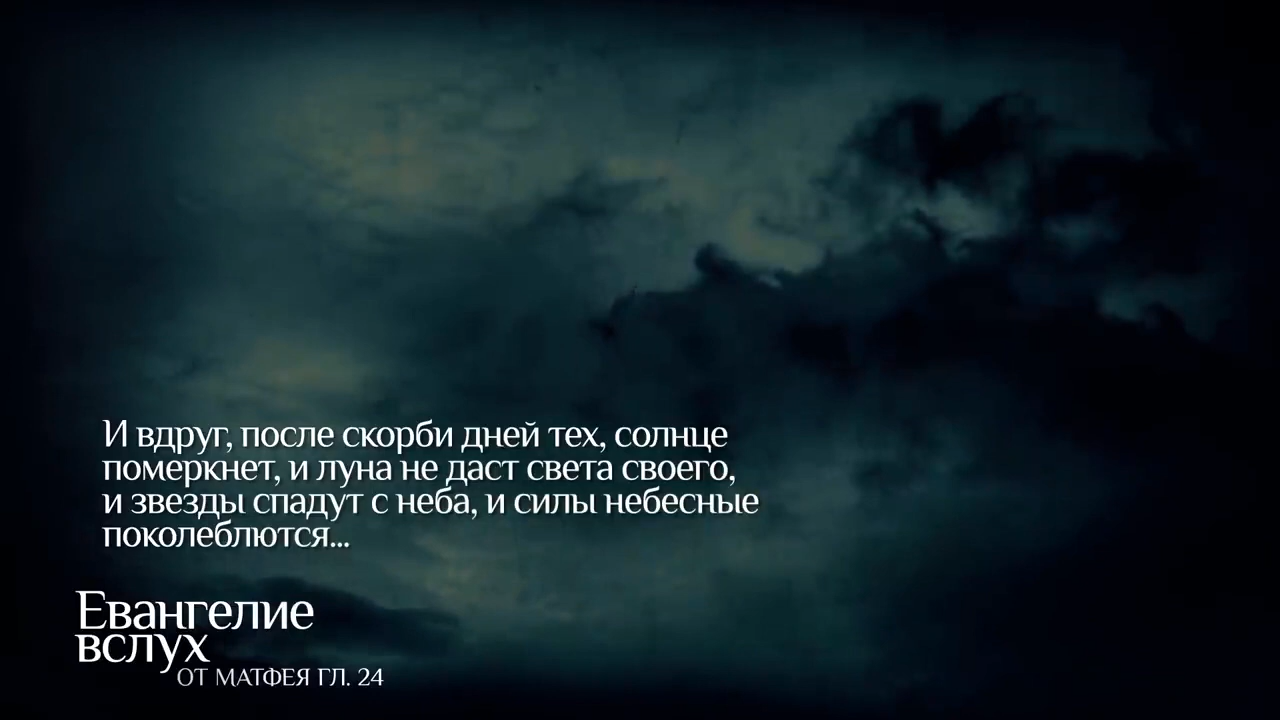 И вдруг, после скорби дней тех, солнце
померкнет, и луна не даст света своего,
и звезды спадут с неба, и силы небесные
поколеблются...
Евангелие
вслух
ОТ МАТФЕЯ ГЛ. 24